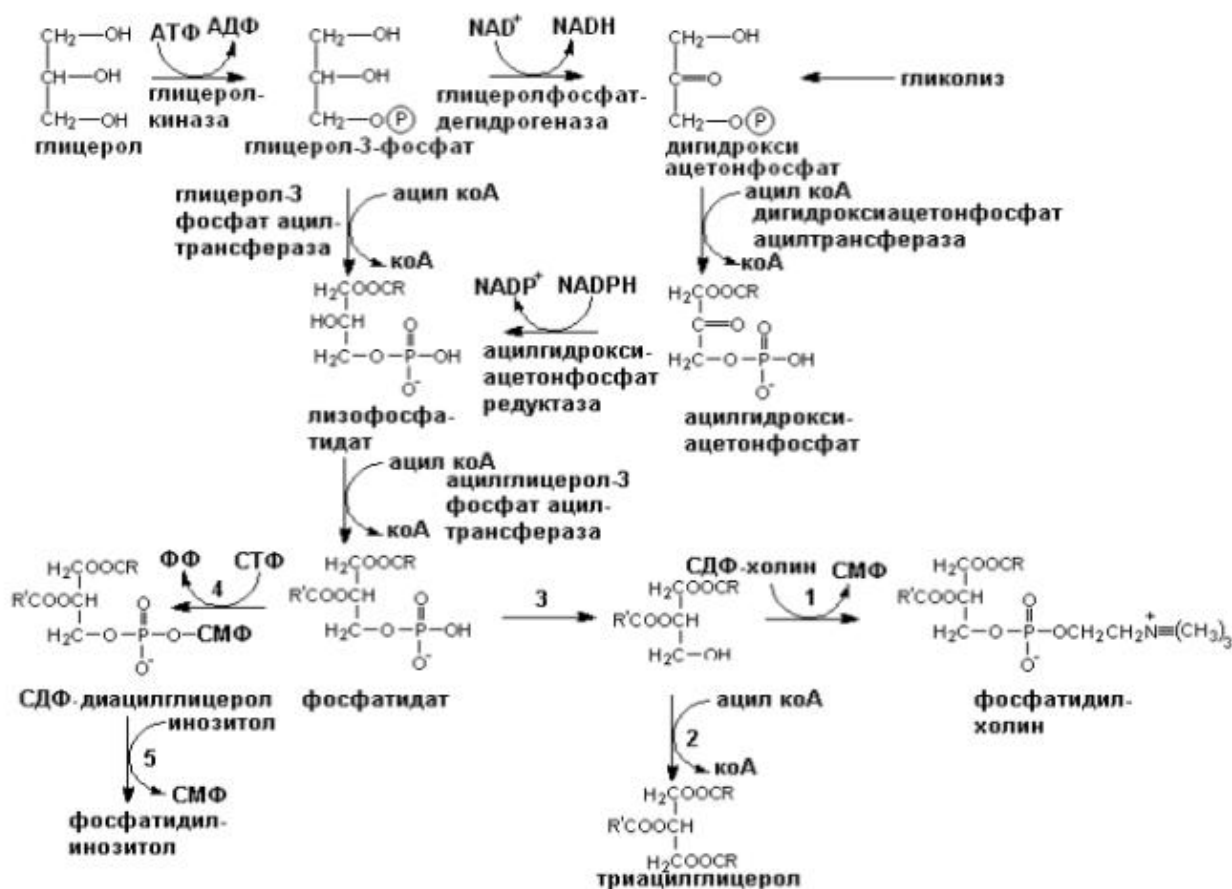 CH₂—OH
CH—OH
CH₂—OH
глицерол
АТФ АДФ
глицерол-
киназа
CH₂—OH
CH—OH
CH₂—O(P)
глицерол-3-фосфат
NAD⁺ NADH
глицеролфосфат-
дегидрогеназа
CH₂—OH
C=O
CH₂—O(P)
дигидрокси
ацетонфосфат
гликолиз
глицерол-3
фосфат ацил-
трансфераза
ацил коА
коА
ацил коА
дигидроксиацетонфосфат
ацилтрансфераза
коА
H₂COOCR
HOCH
H₂C—O—P—OH
O
O⁻
лизофосфа-
тидат
NADP⁺ NADPH
ацилгидрокси-
ацетонфосфат
редуктаза
H₂COOCR
C=O
H₂C—O—P—OH
O
O⁻
ацилгидрокси-
ацетонфосфат
ацил коА
коА
ацилглицерол-3
фосфат ацил-
трансфераза
H₂COOCR
R'COOCH
H₂C—O—P—O—СМФ
O
O⁻
СДФ-диацилглицерол
ФФ СТФ
4
H₂COOCR
R'COOCH
H₂C—O—P—OH
O
O⁻
фосфатидат
3
H₂COOCR
R'COOCH
H₂C—OH
СДФ-холин СМФ
1
H₂COOCR
R'COOCH
H₂C—O—P—OCH₂CH₂N⁺≡(CH₃)₃
O
O⁻
фосфатидил-
холин
инозитол
5
СМФ
фосфатидил-
инозитол
ацил коА
2
коА
H₂COOCR
R'COOCH
H₂COOCR
триацилглицерол